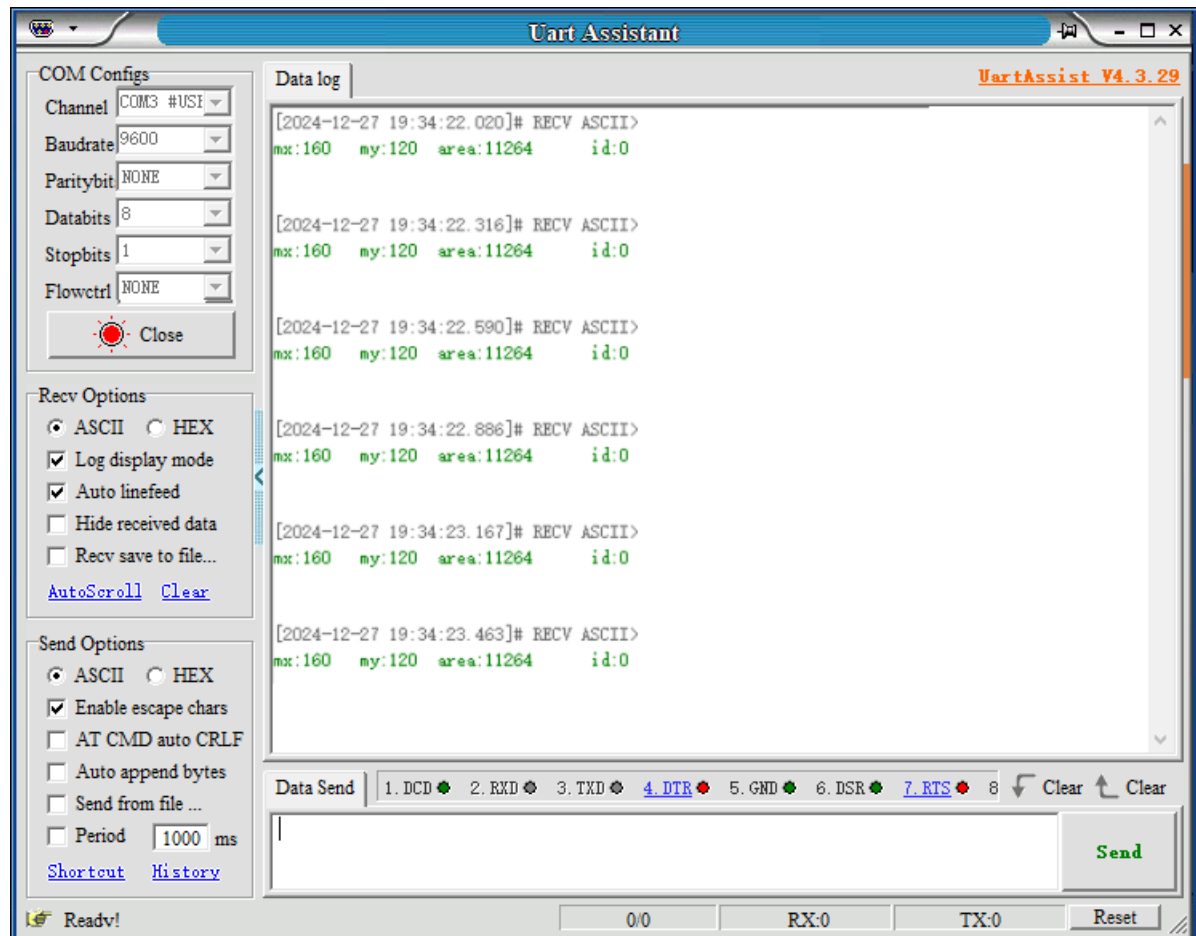 Uart Assistant
COM Configs
Channel COM3 #USE
Baudrate 9600
Paritybit NONE
Databits 8
Stopbits 1
Flowctrl NONE
Close
Recv Options
ASCII HEX
Log display mode
Auto linefeed
Hide received data
Recv save to file...
AutoScroll Clear
Send Options
ASCII HEX
Enable escape chars
AT CMD auto CRLF
Auto append bytes
Send from file ...
Period 1000 ms
Shortcut History
Data log UartAssist V4.3.29
[2024-12-27 19:34:22.020]# RECV ASCII>
mx:160 my:120 area:11264 id:0
[2024-12-27 19:34:22.316]# RECV ASCII>
mx:160 my:120 area:11264 id:0
[2024-12-27 19:34:22.590]# RECV ASCII>
mx:160 my:120 area:11264 id:0
[2024-12-27 19:34:22.886]# RECV ASCII>
mx:160 my:120 area:11264 id:0
[2024-12-27 19:34:23.167]# RECV ASCII>
mx:160 my:120 area:11264 id:0
[2024-12-27 19:34:23.463]# RECV ASCII>
mx:160 my:120 area:11264 id:0
Data Send 1. DCD 2. RXD 3. TXD 4. DTR 5. GND 6. DSR 7. RTS 8 Clear Clear
Send
Ready! 0/0 RX:0 TX:0 Reset